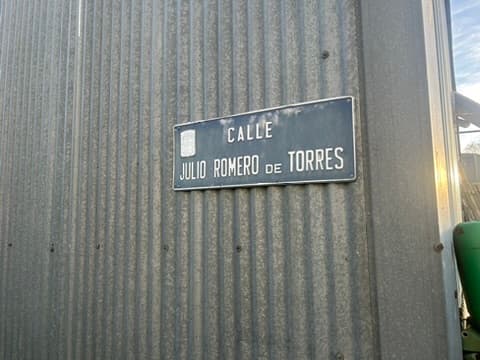 CALLE
JULIO ROMERO DE TORRES